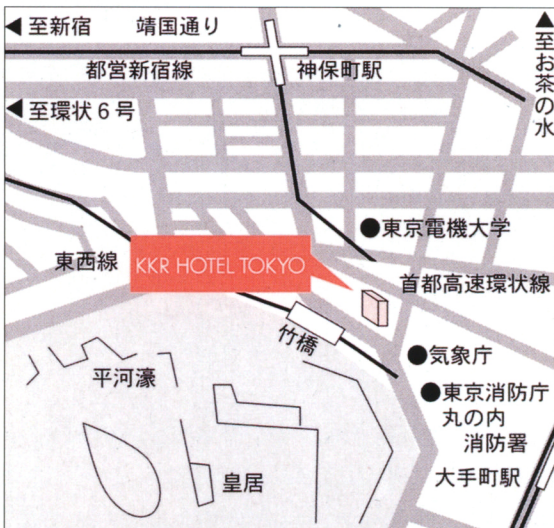 ◀至新宿 靖国通り
▲至お茶の水
都営新宿線 神保町駅
◀至環状6号
●東京電機大学
東西線
KKR HOTEL TOKYO
首都高速環状線
竹橋
●気象庁
平河濠
●東京消防庁
丸の内
消防署
皇居
大手町駅